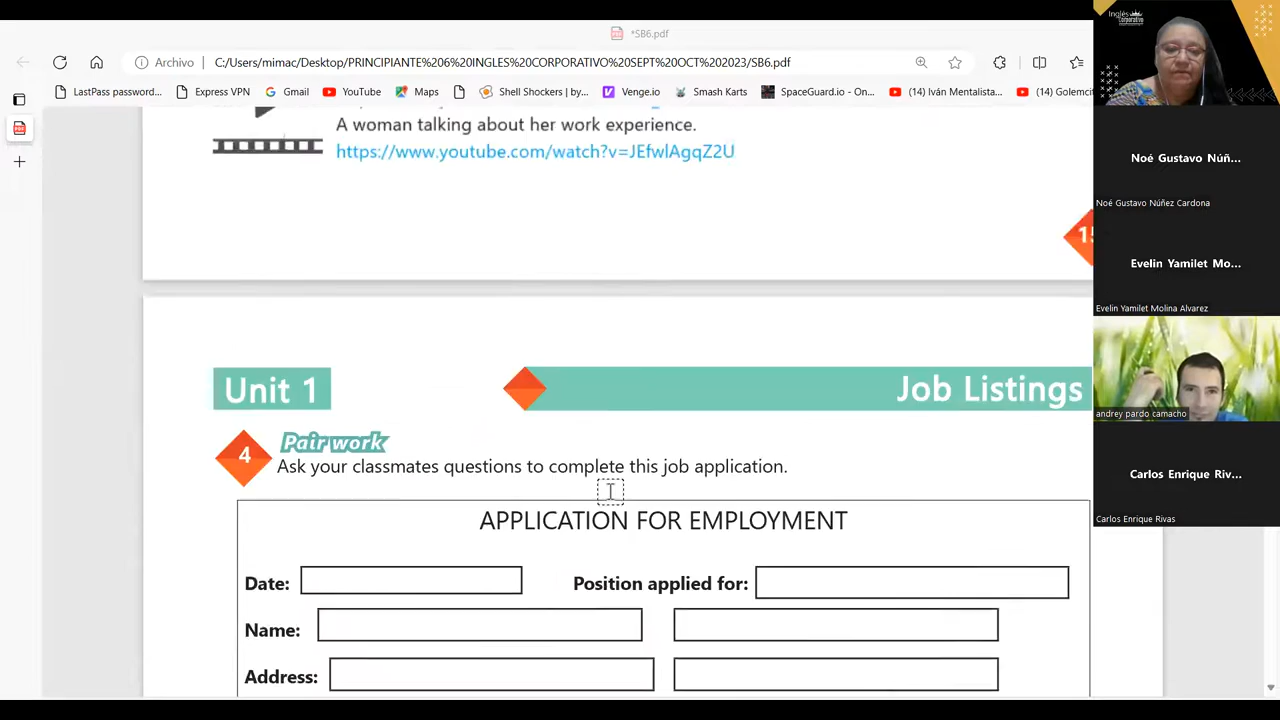 *SB6.pdf
Archivo
C:/Users/mimac/Desktop/PRINCIPIANTE%206%20INGLES%20CORPORATIVO%20SEPT%20OCT%202023/SB6.pdf
LastPass password...
Express VPN
Gmail
YouTube
Maps
Shell Shockers | by...
Venge.io
Smash Karts
SpaceGuard.io - On...
(14) Iván Mentalista...
(14) Golemcit
A woman talking about her work experience.
https://www.youtube.com/watch?v=JEfwlAgqZ2U
Unit 1
Job Listings
4
Pair work
Ask your classmates questions to complete this job application.
APPLICATION FOR EMPLOYMENT
Date:
Position applied for:
Name:
Address:
Inglés
Corporativo
Noé Gustavo Núñ...
Noé Gustavo Núñez Cardona
Evelin Yamilet Mo...
Evelin Yamilet Molina Alvarez
andrey pardo camacho
Carlos Enrique Riv...
Carlos Enrique Rivas